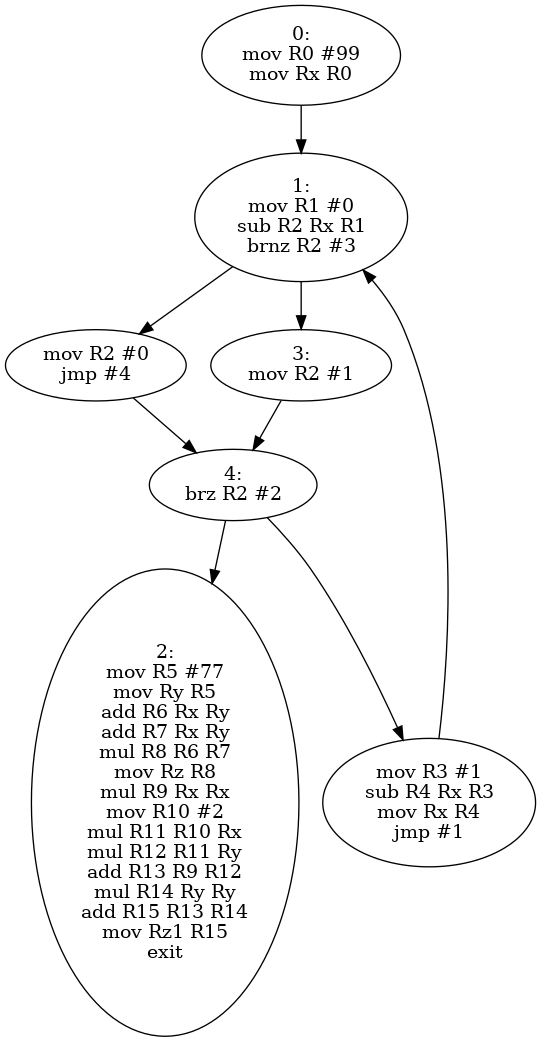 0:
mov R0 #99
mov Rx R0
1:
mov R1 #0
sub R2 Rx R1
brnz R2 #3
mov R2 #0
jmp #4
3:
mov R2 #1
4:
brz R2 #2
2:
mov R5 #77
mov Ry R5
add R6 Rx Ry
add R7 Rx Ry
mul R8 R6 R7
mov Rz R8
mul R9 Rx Rx
mov R10 #2
mul R11 R10 Rx
mul R12 R11 Ry
add R13 R9 R12
mul R14 Ry Ry
add R15 R13 R14
mov Rz1 R15
exit
mov R3 #1
sub R4 Rx R3
mov Rx R4
jmp #1